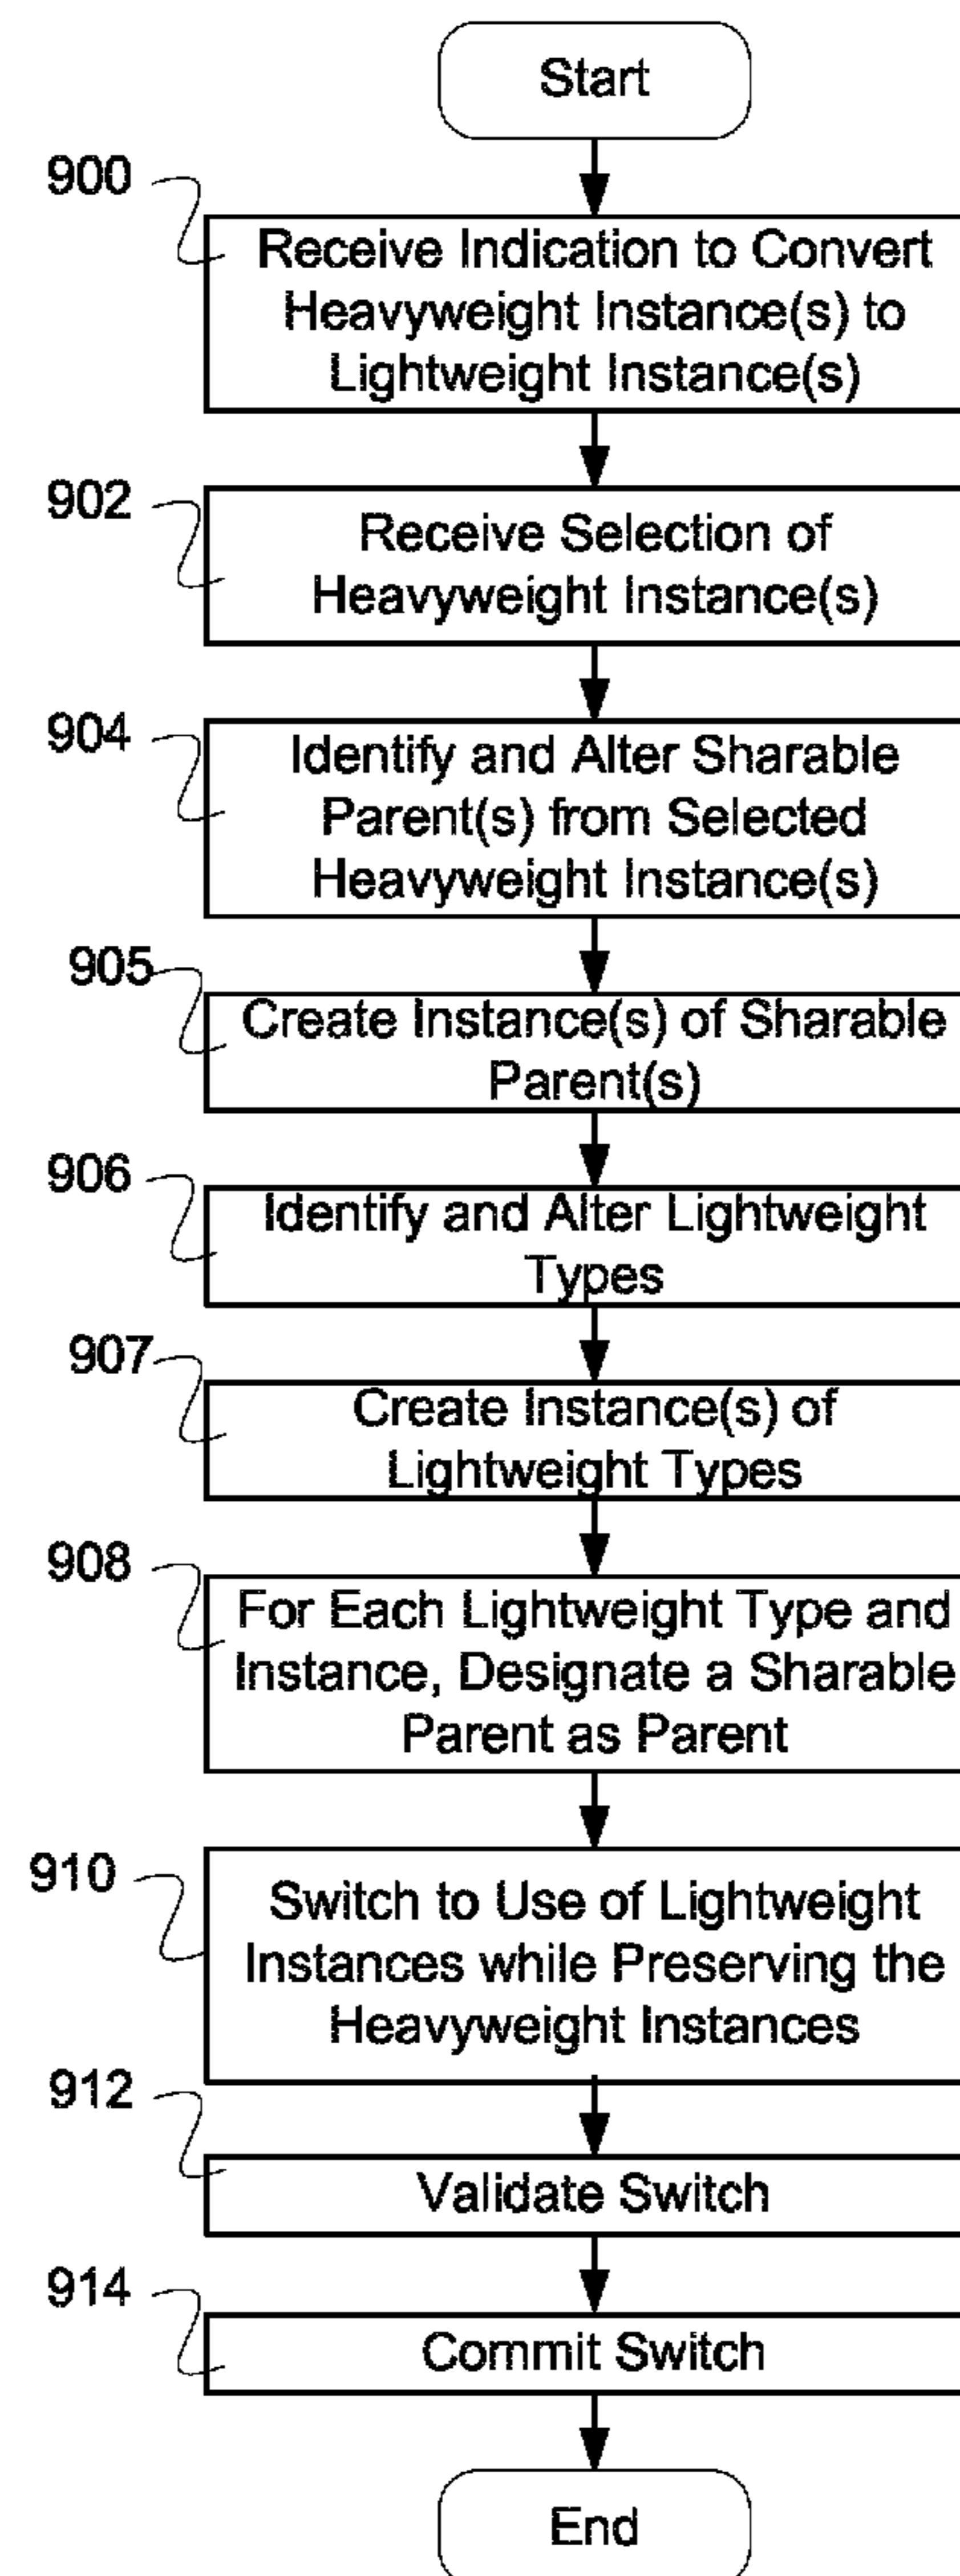 Start
900
Receive Indication to Convert
Heavyweight Instance(s) to
Lightweight Instance(s)
902
Receive Selection of
Heavyweight Instance(s)
904
Identify and Alter Sharable
Parent(s) from Selected
Heavyweight Instance(s)
905
Create Instance(s) of Sharable
Parent(s)
906
Identify and Alter Lightweight
Types
907
Create Instance(s) of
Lightweight Types
908
For Each Lightweight Type and
Instance, Designate a Sharable
Parent as Parent
910
Switch to Use of Lightweight
Instances while Preserving the
Heavyweight Instances
912
Validate Switch
914
Commit Switch
End